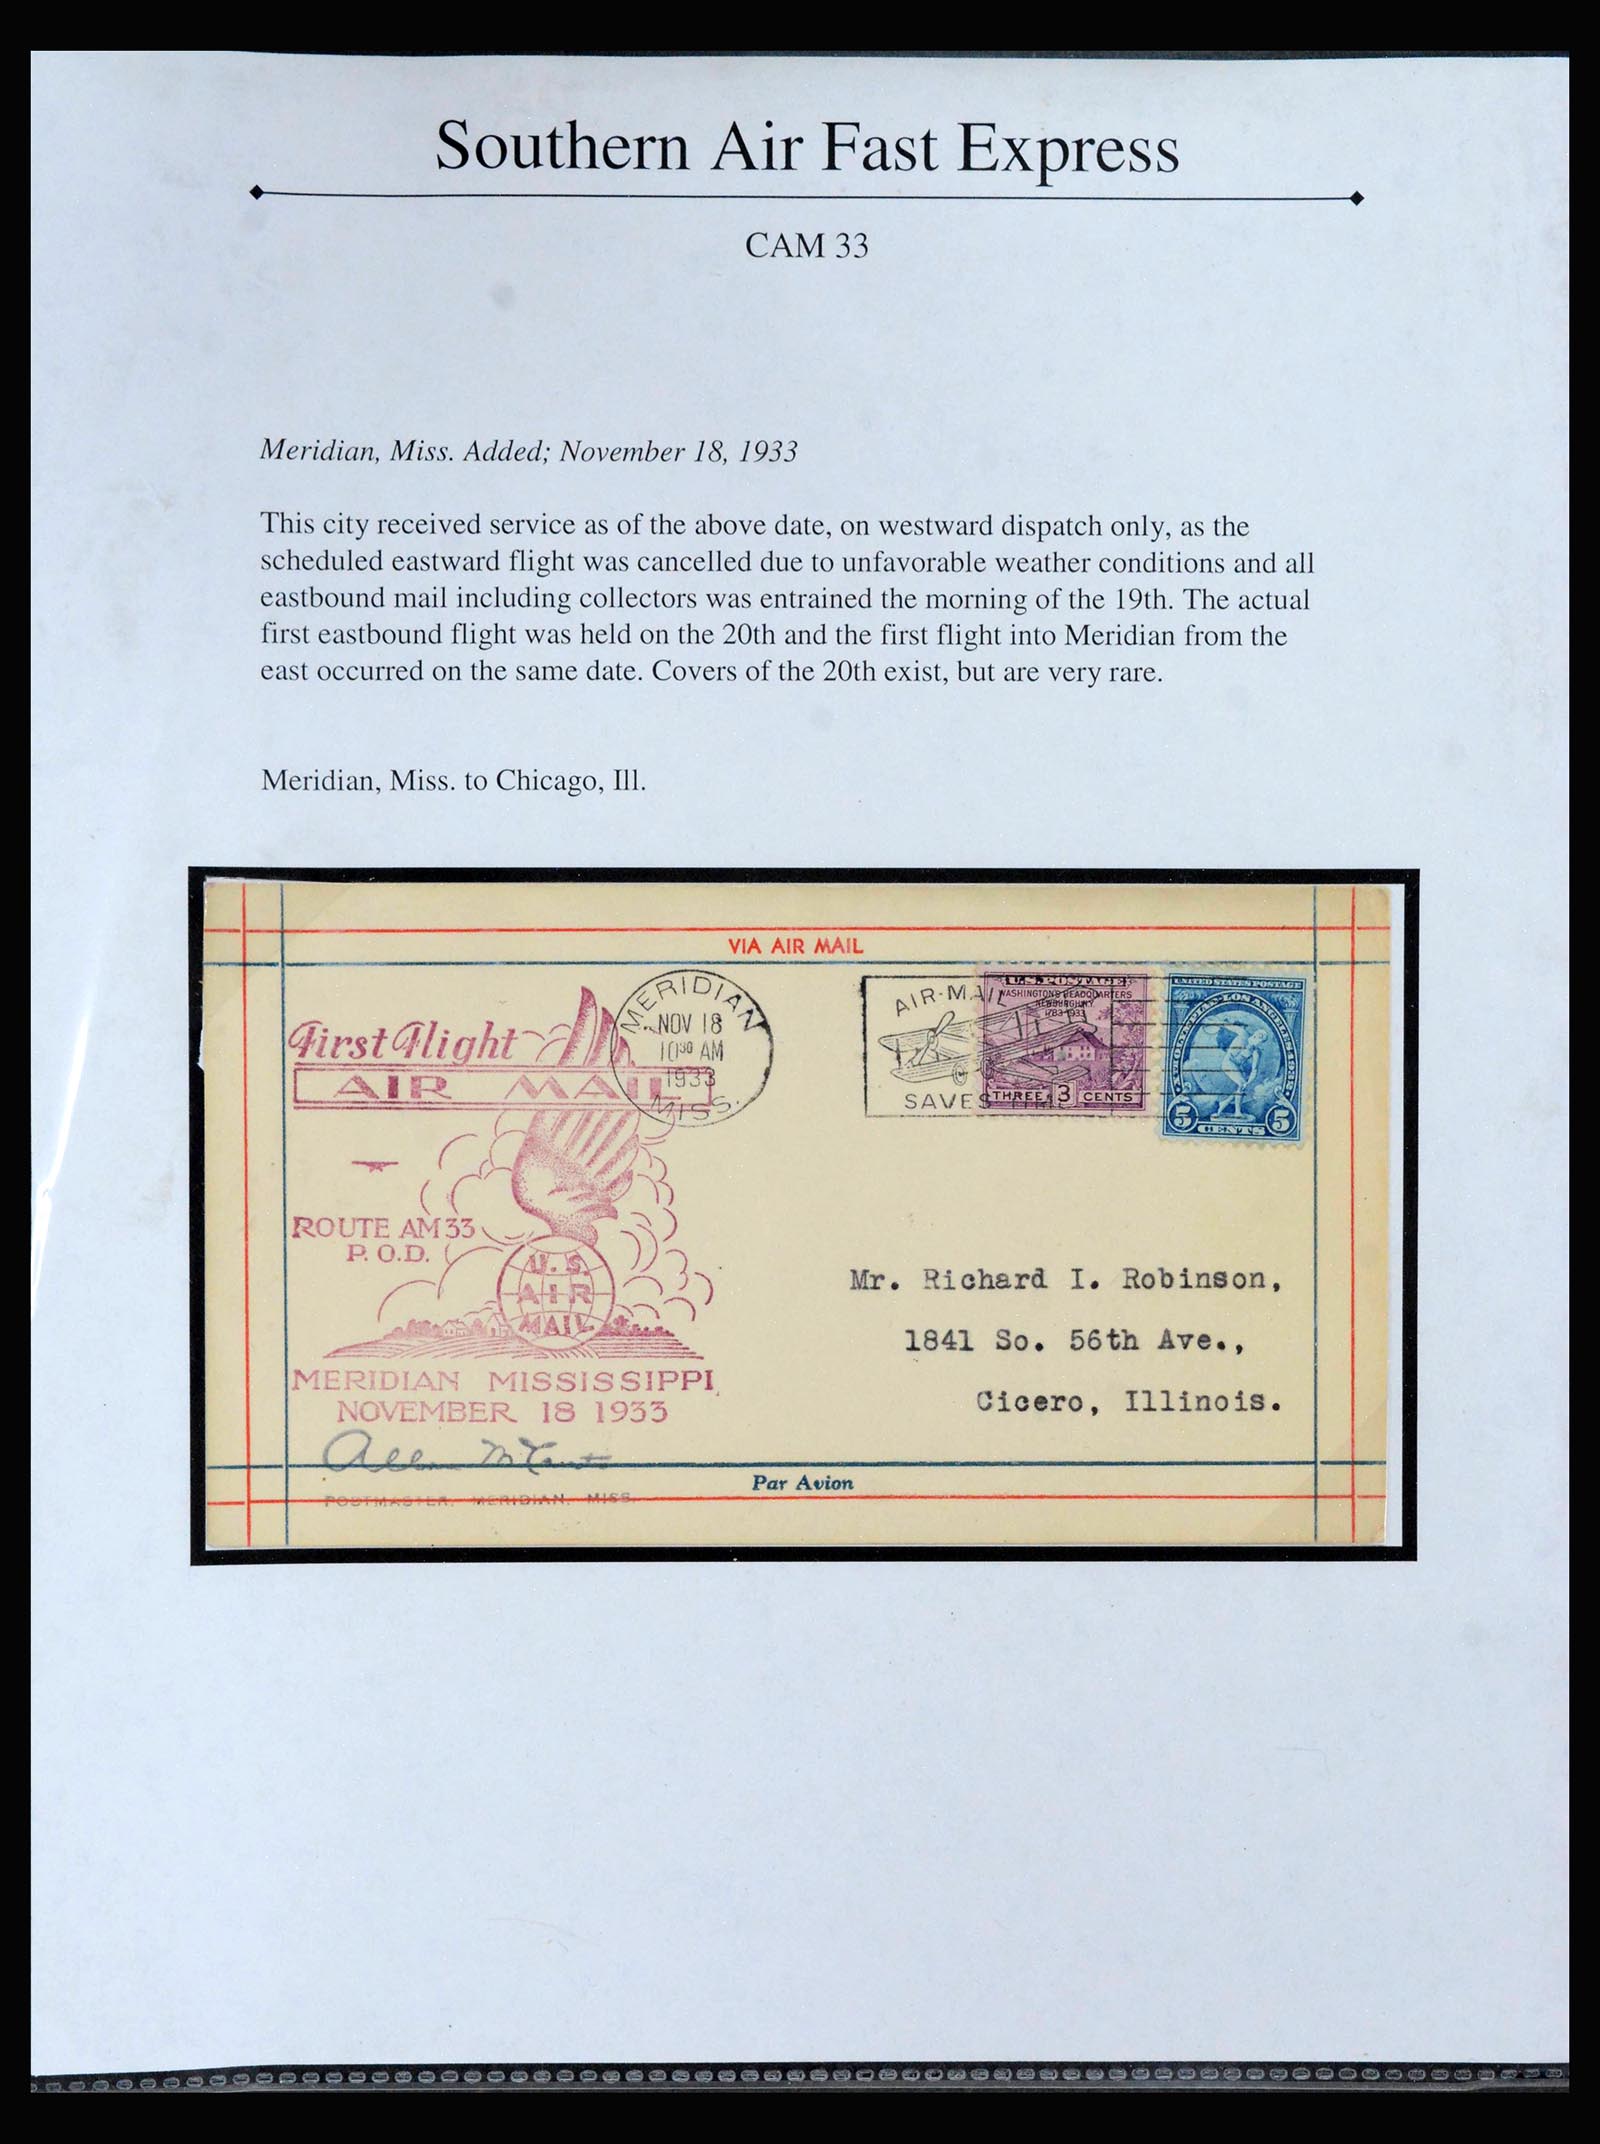 Southern Air Fast Express
CAM 33
Meridian, Miss. Added; November 18, 1933
This city received service as of the above date, on westward dispatch only, as the
scheduled eastward flight was cancelled due to unfavorable weather conditions and all
eastbound mail including collectors was entrained the morning of the 19th. The actual
first eastbound flight was held on the 20th and the first flight into Meridian from the
east occurred on the same date. Covers of the 20th exist, but are very rare.
Meridian, Miss. to Chicago, Ill.
VIA AIR MAIL
First Flight
AIR MAIL
MERIDIAN
NOV 18
10³⁰ AM
1933
MISS.
AIR-MAIL
SAVES TIME
U.S. POSTAGE
WASHINGTON'S HEADQUARTERS
NEWBURGH, N.Y.
1783-1933
THREE 3 CENTS
UNITED STATES POSTAGE
5 CENTS 5
ROUTE AM 33
P.O.D.
U.S.
AIR
MAIL
MERIDIAN MISSISSIPPI
NOVEMBER 18 1933
POSTMASTER, MERIDIAN, MISS.
Mr. Richard I. Robinson,
1841 So. 56th Ave.,
Cicero, Illinois.
Par Avion